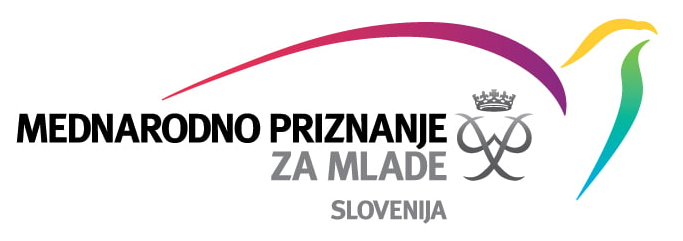 MEDNARODNO PRIZNANJE
ZA MLADE
SLOVENIJA